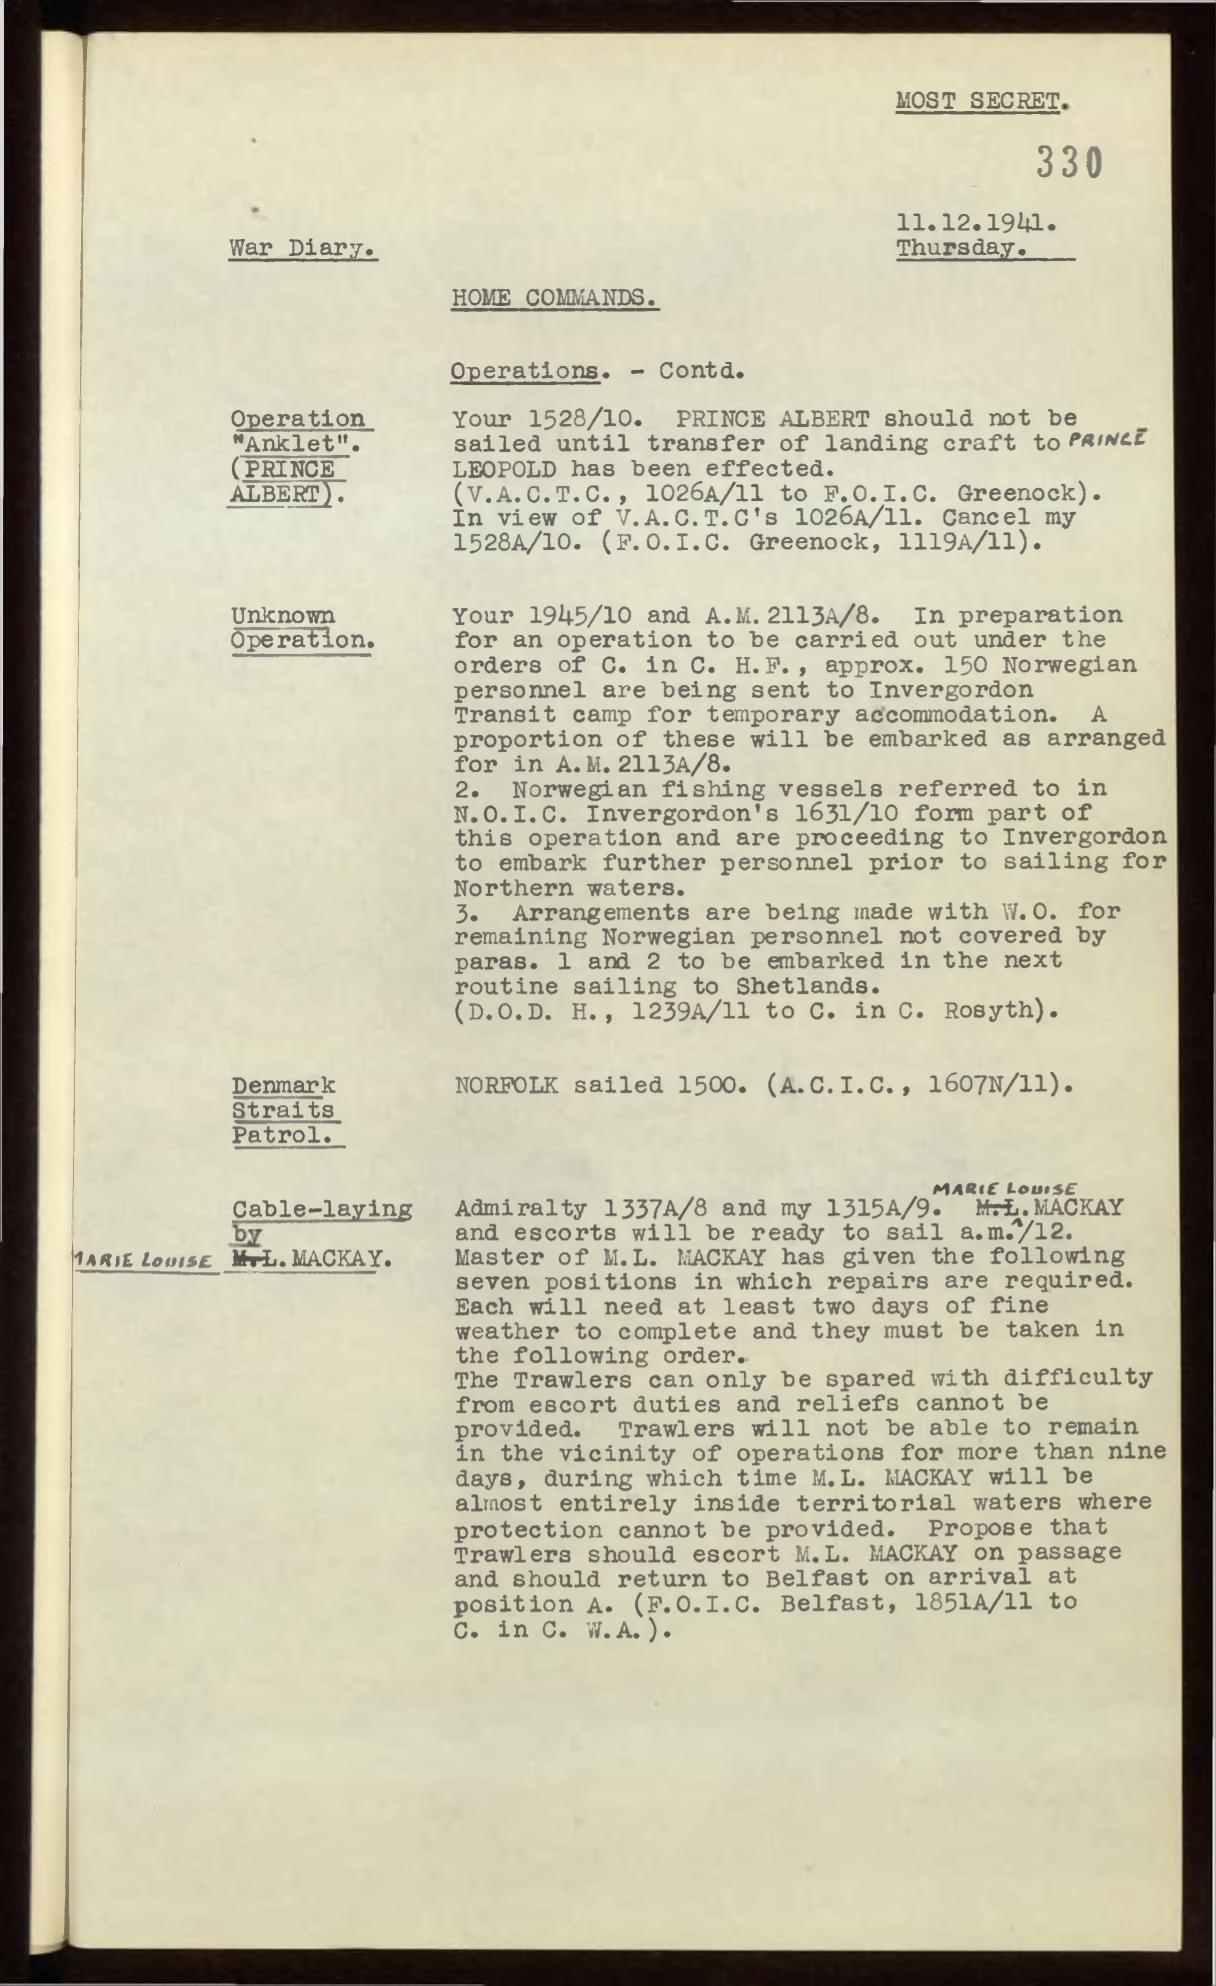 MOST SECRET.
330
11.12.1941.
War Diary.
Thursday.
HOME COMMANDS.
Operations. - Contd.
Operation
"Anklet".
(PRINCE
ALBERT).
Your 1528/10. PRINCE ALBERT should not be
sailed until transfer of landing craft to PRINCE
LEOPOLD has been effected.
(V.A.C.T.C., 1026A/11 to F.O.I.C. Greenock).
In view of V.A.C.T.C's 1026A/11. Cancel my
1528A/10. (F.O.I.C. Greenock, 1119A/11).
Unknown
Operation.
Your 1945/10 and A.M.2113A/8. In preparation
for an operation to be carried out under the
orders of C. in C. H.F., approx. 150 Norwegian
personnel are being sent to Invergordon
Transit camp for temporary accommodation. A
proportion of these will be embarked as arranged
for in A.M.2113A/8.
2. Norwegian fishing vessels referred to in
N.O.I.C. Invergordon's 1631/10 form part of
this operation and are proceeding to Invergordon
to embark further personnel prior to sailing for
Northern waters.
3. Arrangements are being made with W.O. for
remaining Norwegian personnel not covered by
paras. 1 and 2 to be embarked in the next
routine sailing to Shetlands.
(D.O.D. H., 1239A/11 to C. in C. Rosyth).
Denmark
Straits
Patrol.
NORFOLK sailed 1500. (A.C.I.C., 1607N/11).
Cable-laying
by
MARIE LOUISE M.L. MACKAY.
MARIE LOUISE
Admiralty 1337A/8 and my 1315A/9. M.L.MACKAY
and escorts will be ready to sail a.m./12.
Master of M.L. MACKAY has given the following
seven positions in which repairs are required.
Each will need at least two days of fine
weather to complete and they must be taken in
the following order.
The Trawlers can only be spared with difficulty
from escort duties and reliefs cannot be
provided. Trawlers will not be able to remain
in the vicinity of operations for more than nine
days, during which time M.L. MACKAY will be
almost entirely inside territorial waters where
protection cannot be provided. Propose that
Trawlers should escort M.L. MACKAY on passage
and should return to Belfast on arrival at
position A. (F.O.I.C. Belfast, 1851A/11 to
C. in C. W.A.).